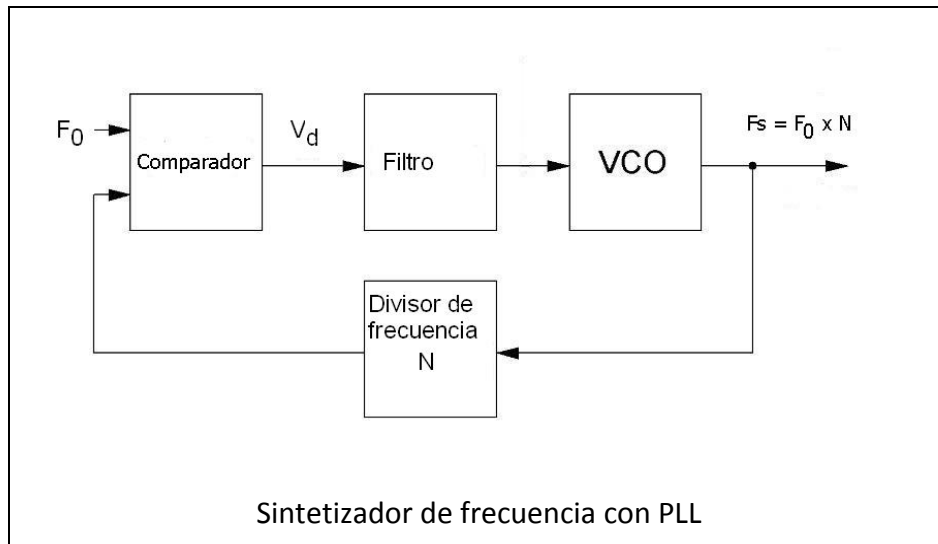 F0
Comparador
Vd
Filtro
VCO
Fs = F0 x N
Divisor de
frecuencia
N
Sintetizador de frecuencia con PLL